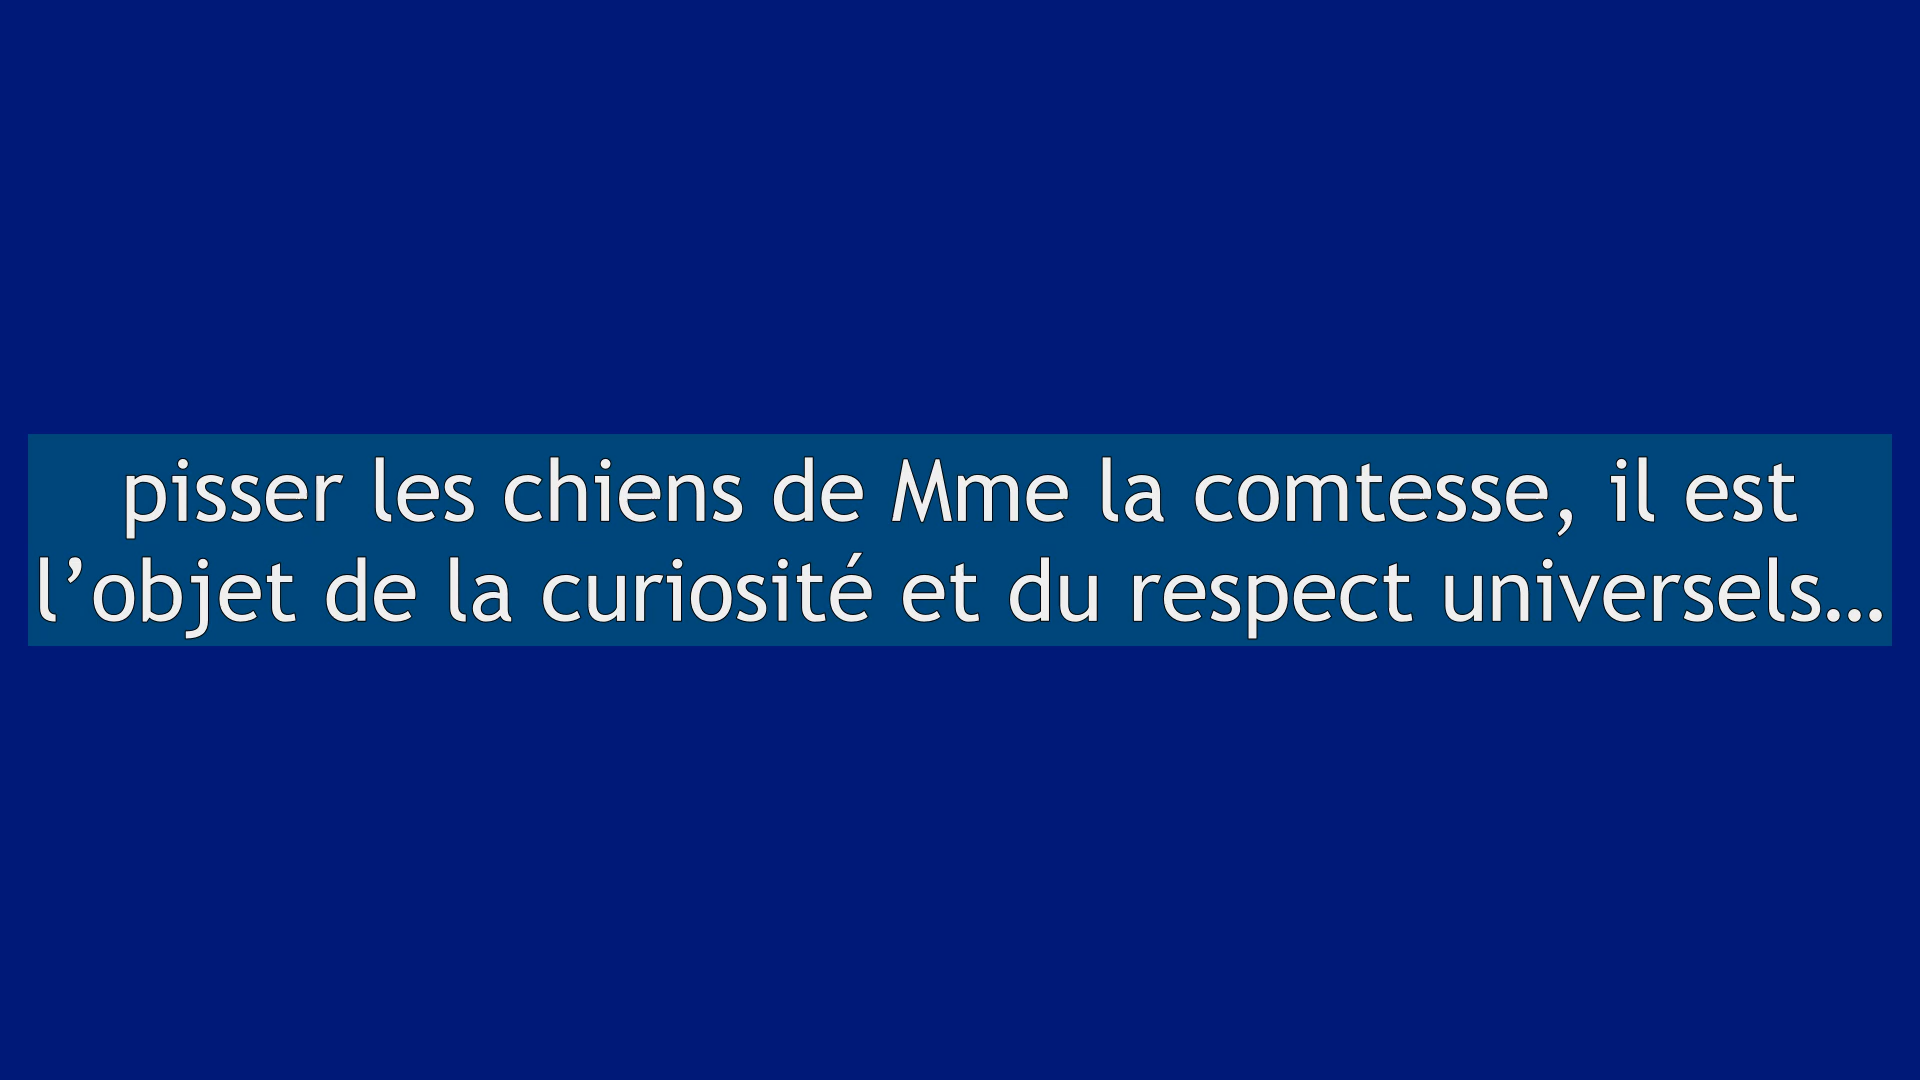 pisser les chiens de Mme la comtesse, il est
l’objet de la curiosité et du respect universels…